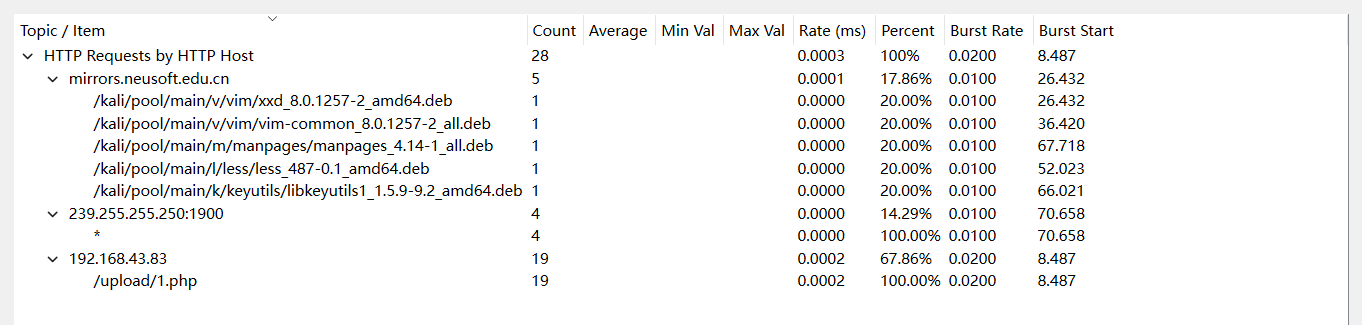 Topic / Item Count Average Min Val Max Val Rate (ms) Percent Burst Rate Burst Start
HTTP Requests by HTTP Host 28 0.0003 100% 0.0200 8.487
mirrors.neusoft.edu.cn 5 0.0001 17.86% 0.0100 26.432
/kali/pool/main/v/vim/xxd_8.0.1257-2_amd64.deb 1 0.0000 20.00% 0.0100 26.432
/kali/pool/main/v/vim/vim-common_8.0.1257-2_all.deb 1 0.0000 20.00% 0.0100 36.420
/kali/pool/main/m/manpages/manpages_4.14-1_all.deb 1 0.0000 20.00% 0.0100 67.718
/kali/pool/main/l/less/less_487-0.1_amd64.deb 1 0.0000 20.00% 0.0100 52.023
/kali/pool/main/k/keyutils/libkeyutils1_1.5.9-9.2_amd64.deb 1 0.0000 20.00% 0.0100 66.021
239.255.255.250:1900 4 0.0000 14.29% 0.0100 70.658
* 4 0.0000 100.00% 0.0100 70.658
192.168.43.83 19 0.0002 67.86% 0.0200 8.487
/upload/1.php 19 0.0002 100.00% 0.0200 8.487